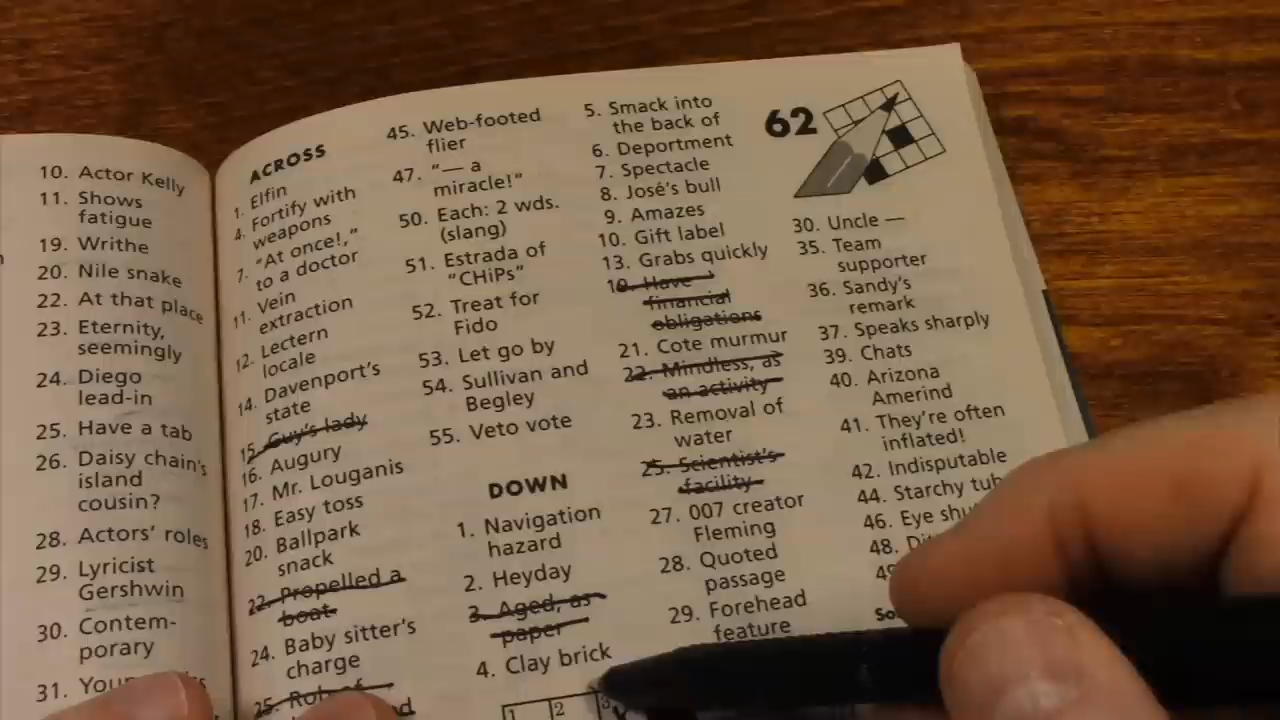 10. Actor Kelly
11. Shows
fatigue
19. Writhe
20. Nile snake
22. At that place
23. Eternity,
seemingly
24. Diego
lead-in
25. Have a tab
26. Daisy chain's
island
cousin?
28. Actors' roles
29. Lyricist
Gershwin
30. Contem-
porary
31.
ACROSS
1. Elfin
4. Fortify with
weapons
7. "At once!,"
to a doctor
11. Vein
extraction
12. Lectern
locale
14. Davenport's
state
15. Guy's lady
16. Augury
17. Mr. Louganis
18. Easy toss
20. Ballpark
snack
22. Propelled a
boat
24. Baby sitter's
charge
25.
45. Web-footed
flier
47. "— a
miracle!"
50. Each: 2 wds.
(slang)
51. Estrada of
"CHiPs"
52. Treat for
Fido
53. Let go by
54. Sullivan and
Begley
55. Veto vote
DOWN
1. Navigation
hazard
2. Heyday
3. Aged, as
paper
4. Clay brick
1 2 3
5. Smack into
the back of
6. Deportment
7. Spectacle
8. José's bull
9. Amazes
10. Gift label
13. Grabs quickly
19. Have
financial
obligations
21. Cote murmur
22. Mindless, as
an activity
23. Removal of
water
25. Scientist's
facility
27. 007 creator
Fleming
28. Quoted
passage
29. Forehead
feature
62
30. Uncle —
35. Team
supporter
36. Sandy's
remark
37. Speaks sharply
39. Chats
40. Arizona
Amerind
41. They're often
inflated!
42. Indisputable
44. Starchy
46. Eye
48.